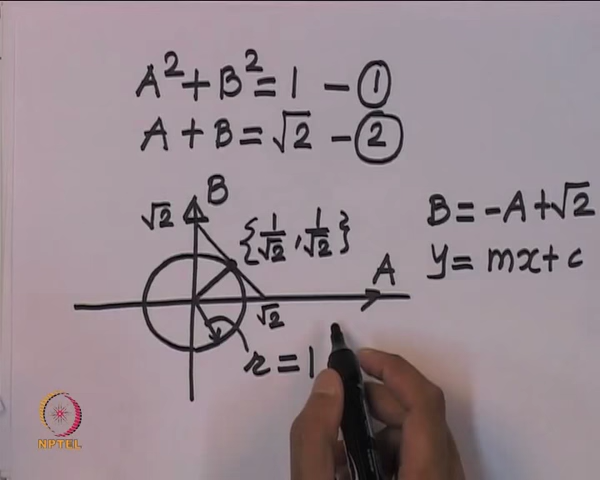 A²+B²=1 - ①
A+B=√2 - ②
B
√2
{1/√2, 1/√2}
A
√2
r=1
B=-A+√2
y=mx+c
NPTEL